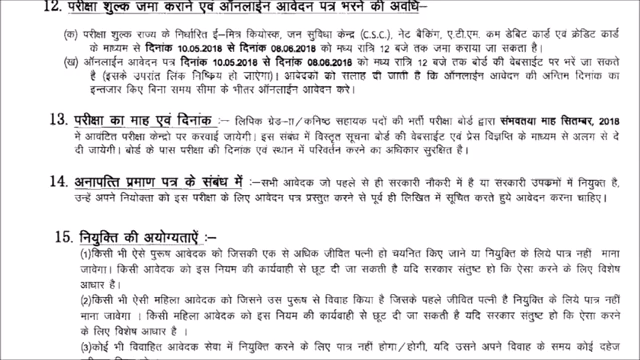 12. परीक्षा शुल्क जमा कराने एवं ऑनलाईन आवेदन पत्र भरने की अवधि–
(क) परीक्षा शुल्क राज्य के निर्धारित ई–मित्र कियोस्क, जन सुविधा केन्द्र (C.S.C.), नेट बैंकिंग, ए.टी.एम. कम डेबिट कार्ड एवं क्रेडिट कार्ड
के माध्यम से दिनांक 10.05.2018 से दिनांक 08.06.2018 को मध्य रात्रि 12 बजे तक जमा कराया जा सकता है।
(ख) ऑनलाईन आवेदन पत्र दिनांक 10.05.2018 से दिनांक 08.06.2018 को मध्य रात्रि 12 बजे तक बोर्ड की वेबसाईट पर भरें जा सकते
है (इसके उपरांत लिंक निष्क्रिय हो जाएगा)। आवेदकों को सलाह दी जाती है कि ऑनलाईन आवेदन की अन्तिम दिनांक का
इन्तजार किए बिना समय सीमा के भीतर ऑनलाईन आवेदन करे।
13. परीक्षा का माह एवं दिनांक :– लिपिक ग्रेड–II/कनिष्ठ सहायक पदों की भर्ती परीक्षा बोर्ड द्वारा संभवतया माह सितम्बर, 2018
मे आवंटित परीक्षा केन्द्रो पर करवाई जायेगी। इस संबंध में विस्तृत सूचना बोर्ड की वेबसाईट एवं प्रेस विज्ञप्ति के माध्यम से अलग से दे
दी जायेगी। बोर्ड के पास परीक्षा की दिनांक एवं स्थान में परिवर्तन करने का अधिकार सुरक्षित है।
14. अनापत्ति प्रमाण पत्र के संबंध में :–सभी आवेदक जो पहले से ही सरकारी नौकरी में है या सरकारी उपक्रमों में नियुक्त है,
उन्हें अपने नियोक्ता को इस परीक्षा के लिए आवेदन पत्र प्रस्तुत करने से पूर्व ही लिखित में सूचित करते हुये आवेदन करना चाहिए।
15. नियुक्ति की अयोग्यताऐं :–
(1)किसी भी ऐसे पुरूष आवेदक को जिसकी एक से अधिक जीवित पत्नी हो चयनित किए जाने या नियुक्ति के लिये पात्र नहीं माना
जावेगा। किसी आवेदक को इस नियम की कार्यवाही से छूट दी जा सकती है यदि सरकार संतुष्ट हो कि ऐसा करने के लिए विशेष
आधार है।
(2)किसी भी ऐसी महिला आवेदक को जिसने उस पुरूष से विवाह किया है जिसके पहले जीवित पत्नी है नियुक्ति के लिये पात्र नहीं
माना जावेगा । किसी महिला आवेदक को इस नियम की कार्यवाही से छूट दी जा सकती है यदि सरकार संतुष्ट हो कि ऐसा करने
के लिए विशेष आधार है ।
(3)कोई भी विवाहित आवेदक सेवा में नियुक्ति करने के लिए पात्र नहीं होगा/होगी, यदि उसने अपने विवाह के समय कोई दहेज